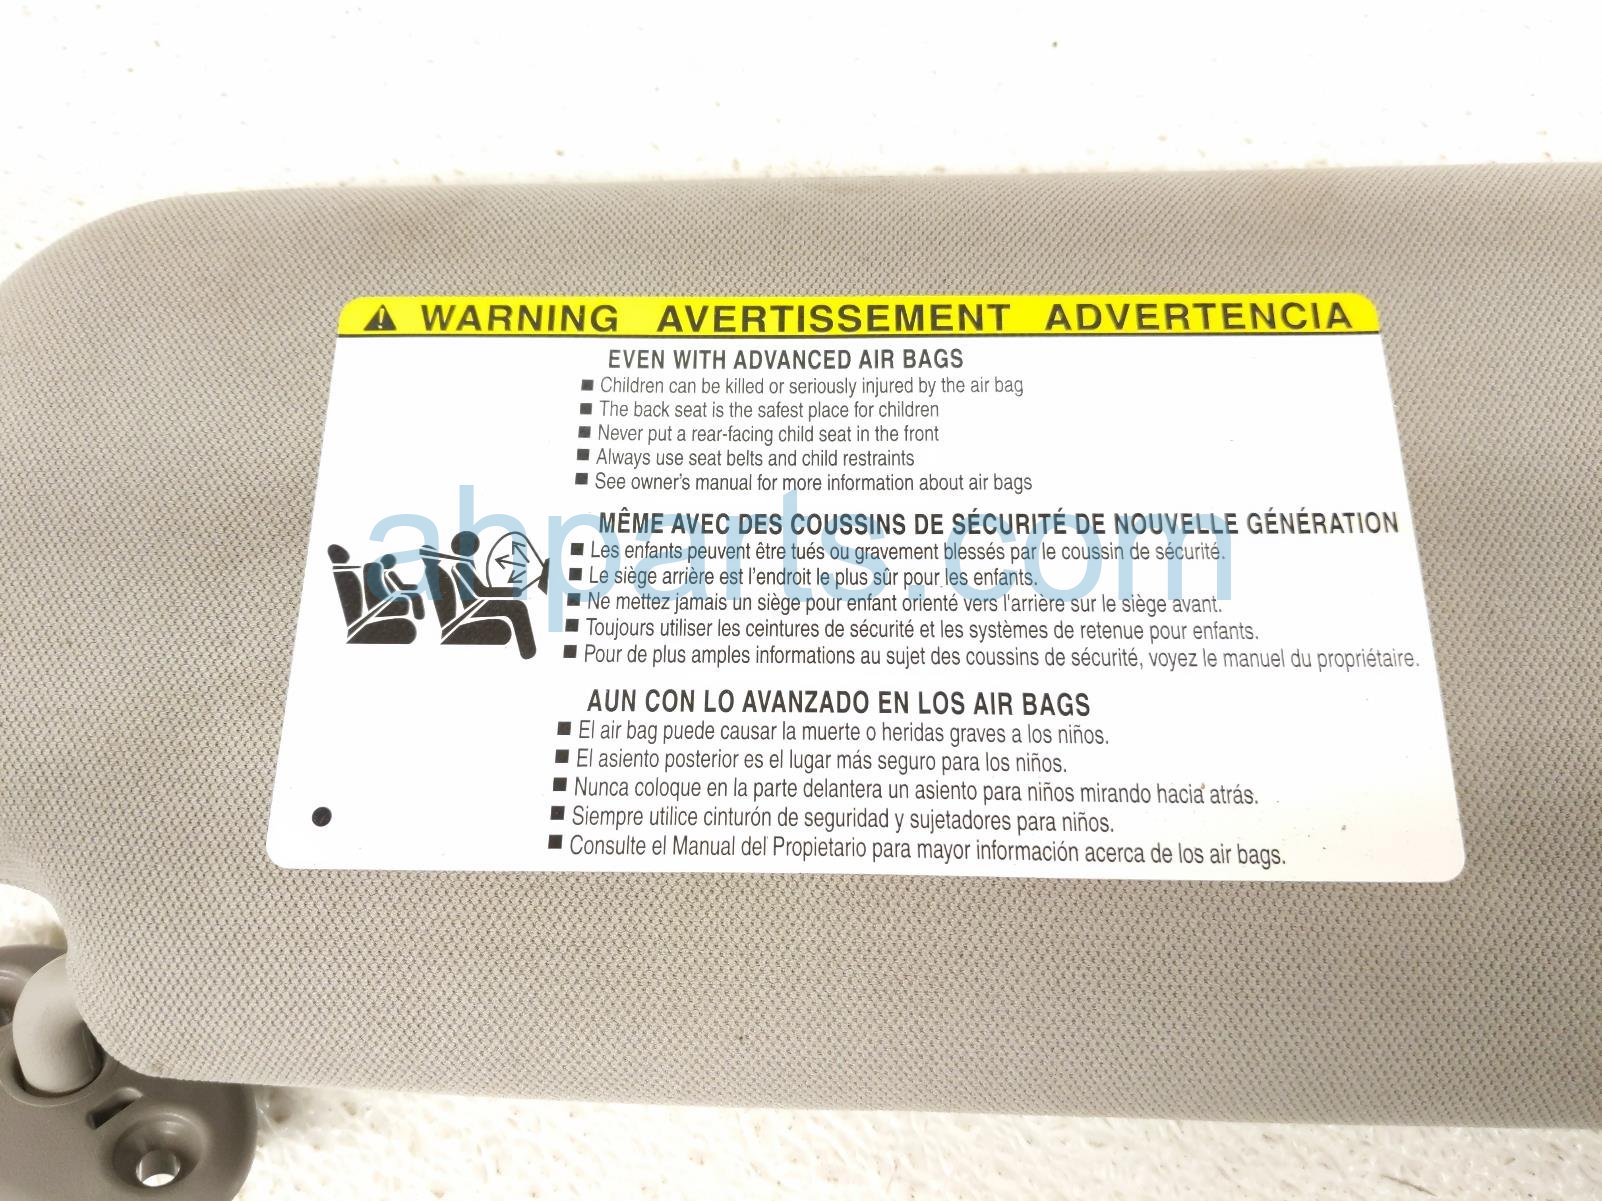 WARNING AVERTISSEMENT ADVERTENCIA
EVEN WITH ADVANCED AIR BAGS
■ Children can be killed or seriously injured by the air bag
■ The back seat is the safest place for children
■ Never put a rear-facing child seat in the front
■ Always use seat belts and child restraints
■ See owner's manual for more information about air bags
MÊME AVEC DES COUSSINS DE SÉCURITÉ DE NOUVELLE GÉNÉRATION
■ Les enfants peuvent être tués ou gravement blessés par le coussin de sécurité.
■ Le siège arrière est l'endroit le plus sûr pour les enfants.
■ Ne mettez jamais un siège pour enfant orienté vers l'arrière sur le siège avant.
■ Toujours utiliser les ceintures de sécurité et les systèmes de retenue pour enfants.
■ Pour de plus amples informations au sujet des coussins de sécurité, voyez le manuel du propriétaire.
AUN CON LO AVANZADO EN LOS AIR BAGS
■ El air bag puede causar la muerte o heridas graves a los niños.
■ El asiento posterior es el lugar más seguro para los niños.
■ Nunca coloque en la parte delantera un asiento para niños mirando hacia atrás.
■ Siempre utilice cinturón de seguridad y sujetadores para niños.
■ Consulte el Manual del Propietario para mayor información acerca de los air bags.
ahparts.com